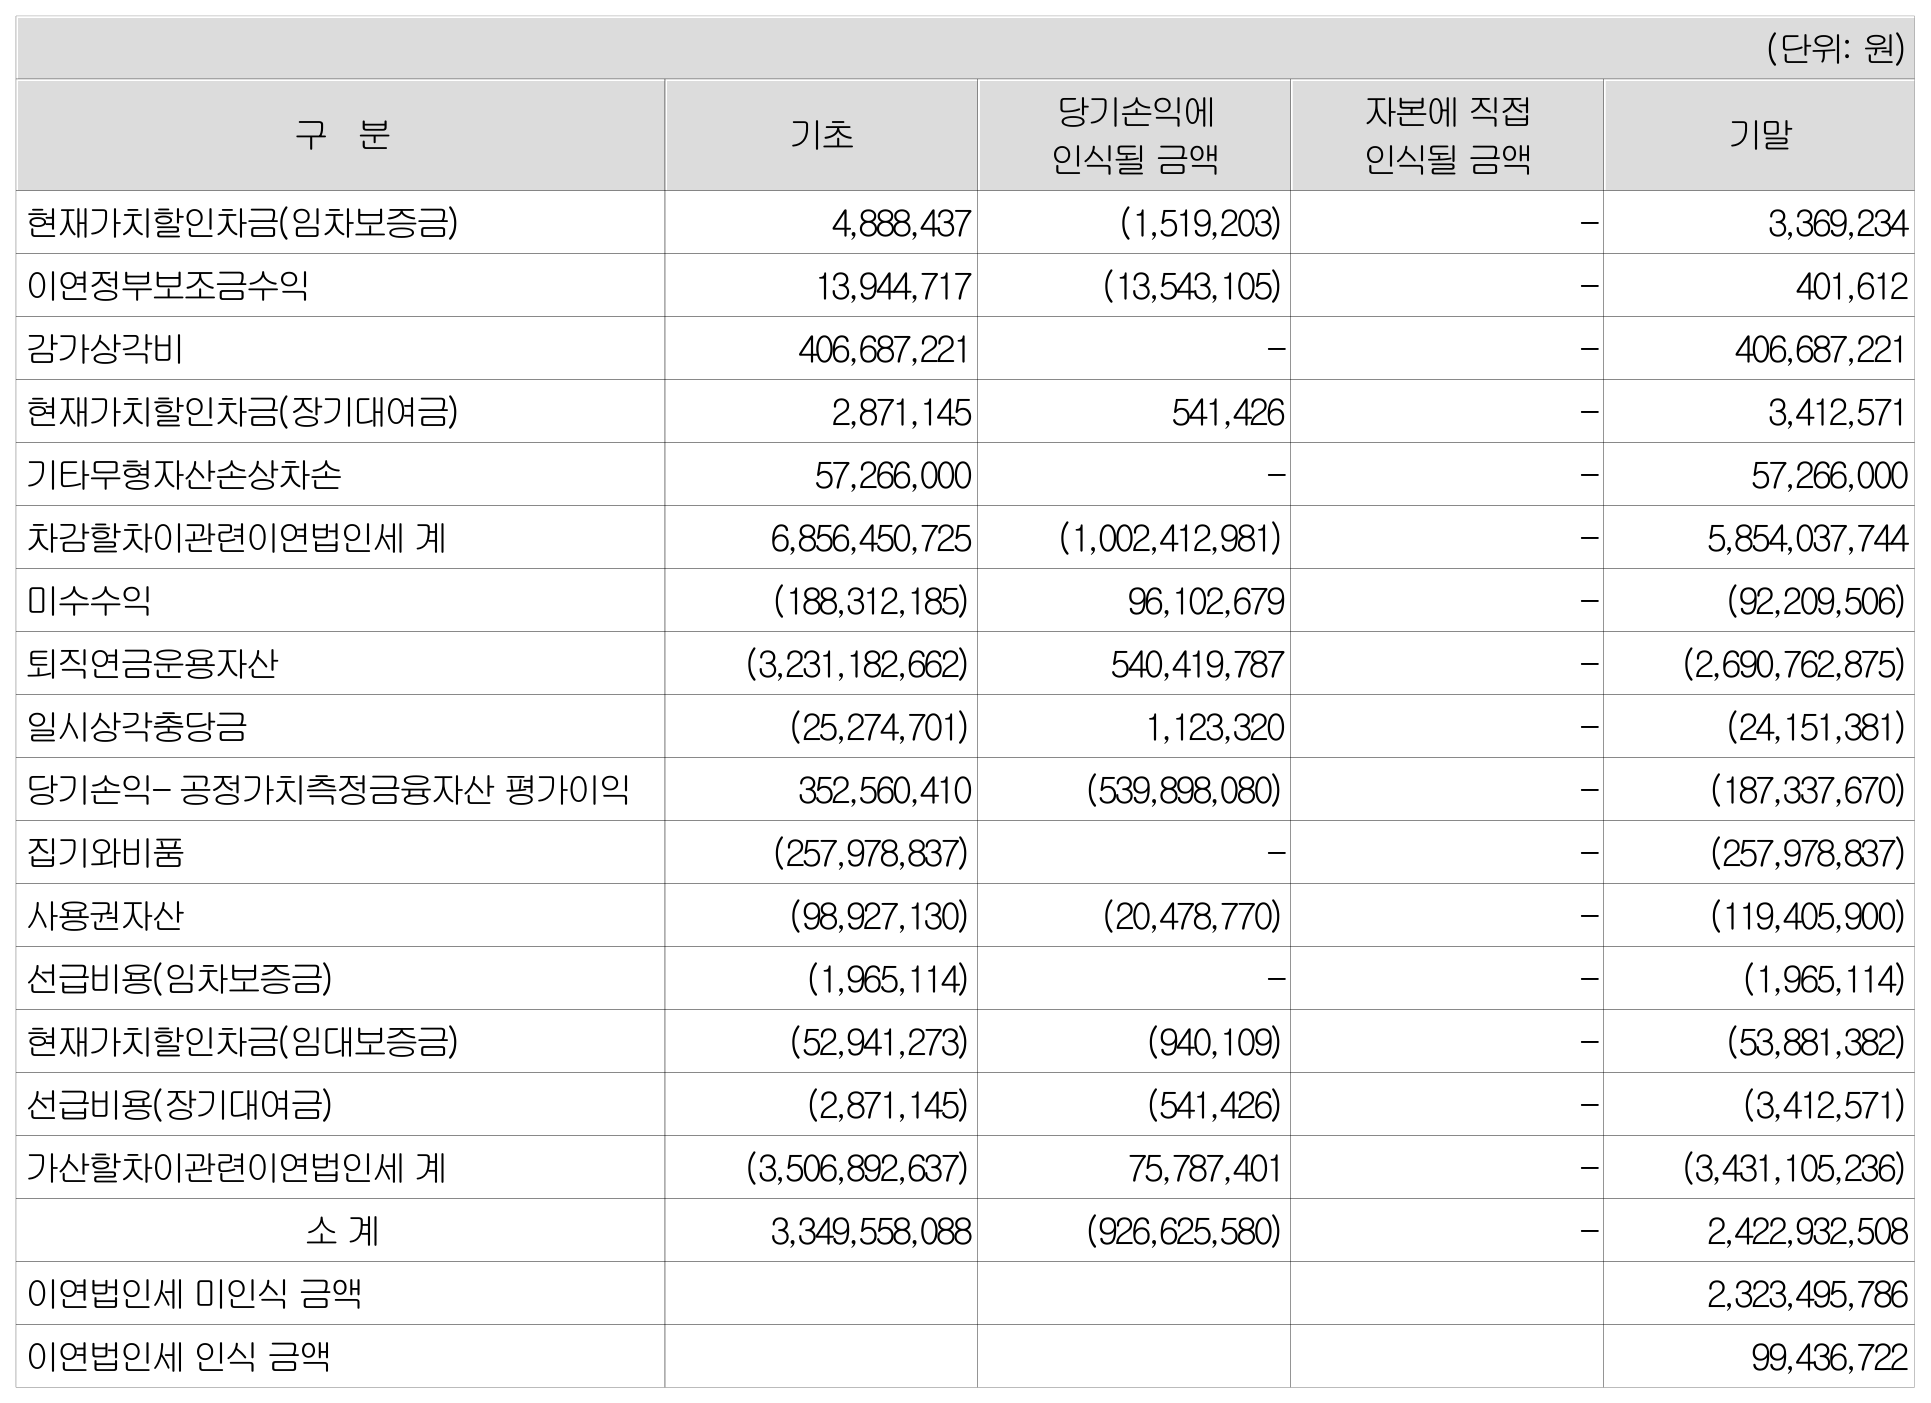 (단위: 원)
구 분 기초 당기손익에 인식될 금액 자본에 직접 인식될 금액 기말
현재가치할인차금(임차보증금) 4,888,437 (1,519,203) – 3,369,234
이연정부보조금수익 13,944,717 (13,543,105) – 401,612
감가상각비 406,687,221 – – 406,687,221
현재가치할인차금(장기대여금) 2,871,145 541,426 – 3,412,571
기타무형자산손상차손 57,266,000 – – 57,266,000
차감할차이관련이연법인세 계 6,856,450,725 (1,002,412,981) – 5,854,037,744
미수수익 (188,312,185) 96,102,679 – (92,209,506)
퇴직연금운용자산 (3,231,182,662) 540,419,787 – (2,690,762,875)
일시상각충당금 (25,274,701) 1,123,320 – (24,151,381)
당기손익– 공정가치측정금융자산 평가이익 352,560,410 (539,898,080) – (187,337,670)
집기와비품 (257,978,837) – – (257,978,837)
사용권자산 (98,927,130) (20,478,770) – (119,405,900)
선급비용(임차보증금) (1,965,114) – – (1,965,114)
현재가치할인차금(임대보증금) (52,941,273) (940,109) – (53,881,382)
선급비용(장기대여금) (2,871,145) (541,426) – (3,412,571)
가산할차이관련이연법인세 계 (3,506,892,637) 75,787,401 – (3,431,105,236)
소 계 3,349,558,088 (926,625,580) – 2,422,932,508
이연법인세 미인식 금액 2,323,495,786
이연법인세 인식 금액 99,436,722